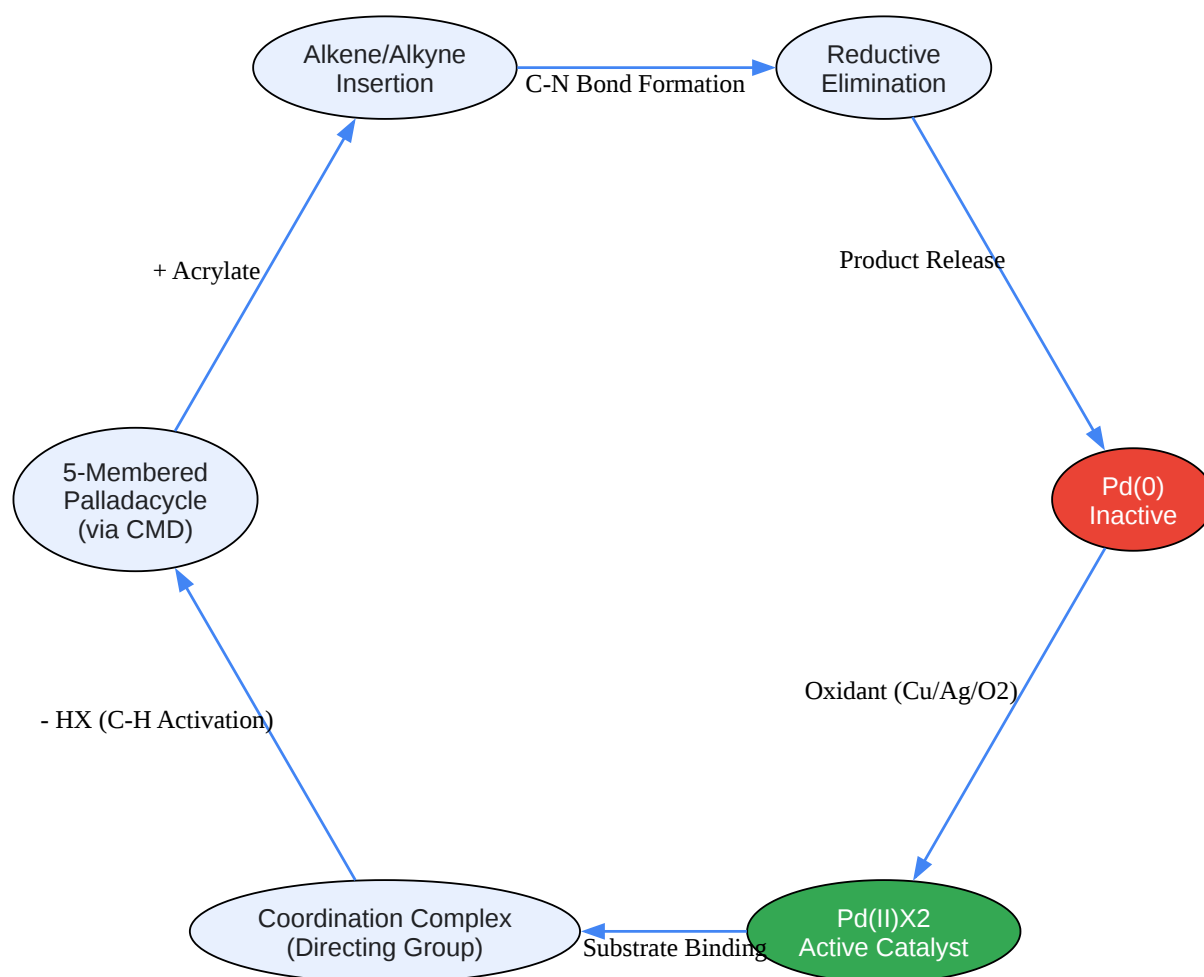 Alkene/Alkyne
Insertion
C-N Bond Formation
Reductive
Elimination
+ Acrylate
Product Release
5-Membered
Palladacycle
(via CMD)
Pd(0)
Inactive
Oxidant (Cu/Ag/O2)
- HX (C-H Activation)
Coordination Complex
(Directing Group)
Substrate Binding
Pd(II)X2
Active Catalyst